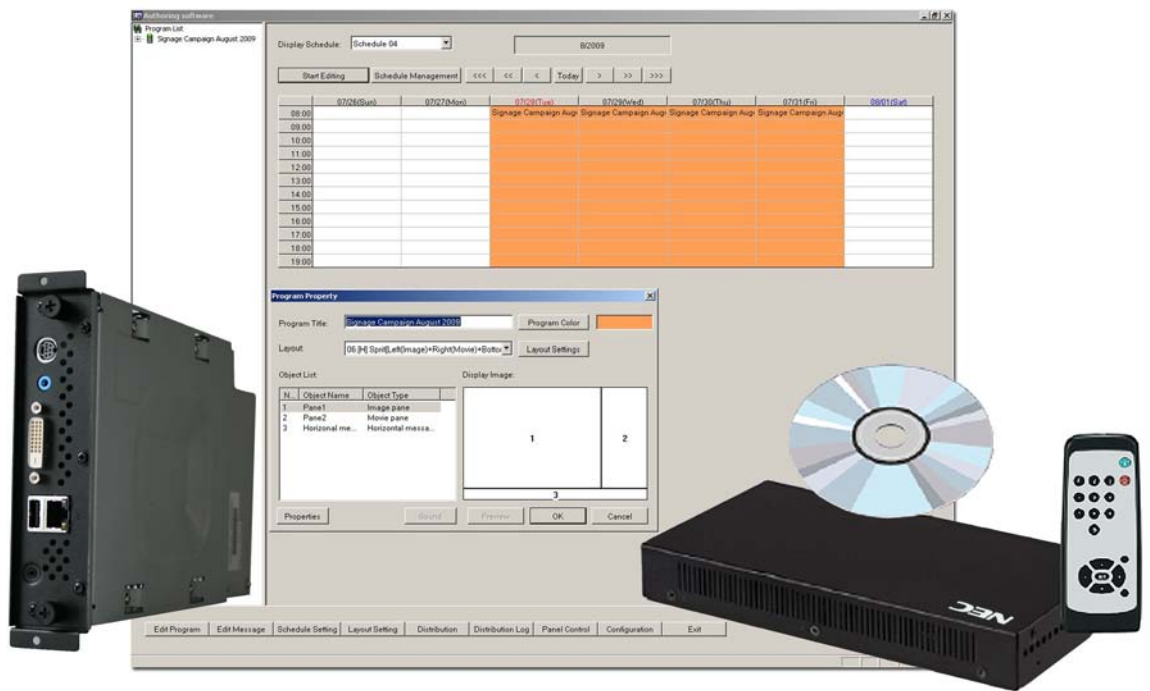 Authoring software
Program List
Signage Campaign August 2009
Display Schedule: Schedule 04 8/2009
Start Editing Schedule Management <<< << < Today > >> >>>
07/26(Sun) 07/27(Mon) 07/28(Tue) 07/29(Wed) 07/30(Thu) 07/31(Fri) 08/01(Sat)
08:00 Signage Campaign Augu Signage Campaign Augu Signage Campaign Augu Signage Campaign Augu
09:00
10:00
11:00
12:00
13:00
14:00
15:00
16:00
17:00
18:00
19:00
Program Property
Program Title: Signage Campaign August 2009 Program Color
Layout: 06 [H] Sprit[Left(Image)+Right(Movie)+Bottor Layout Settings
Object List: Display Image:
N... Object Name Object Type
1 Pane1 Image pane
2 Pane2 Movie pane
3 Horizonal me... Horizontal messa...
1 2
3
Properties Sound Preview OK Cancel
NEC
Edit Program Edit Message Schedule Setting Layout Setting Distribution Distribution Log Panel Control Configuration Exit